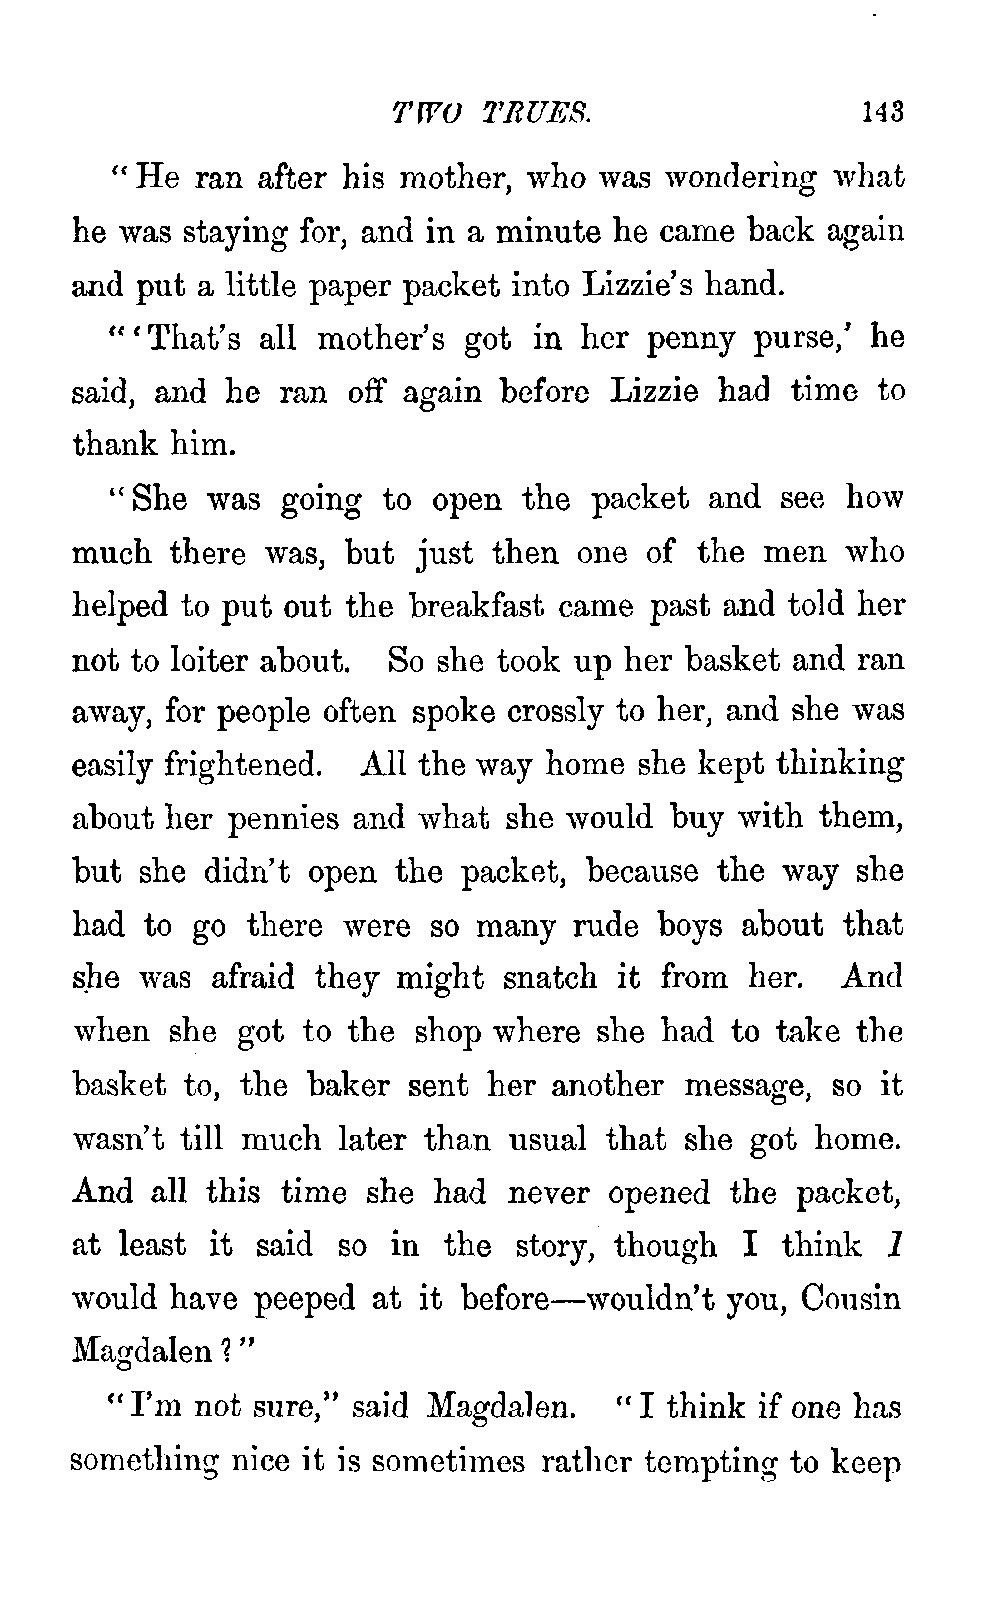 TWO TRUES. 143
“He ran after his mother, who was wondering what
he was staying for, and in a minute he came back again
and put a little paper packet into Lizzie’s hand.
“‘That’s all mother’s got in her penny purse,’ he
said, and he ran off again before Lizzie had time to
thank him.
“She was going to open the packet and see how
much there was, but just then one of the men who
helped to put out the breakfast came past and told her
not to loiter about. So she took up her basket and ran
away, for people often spoke crossly to her, and she was
easily frightened. All the way home she kept thinking
about her pennies and what she would buy with them,
but she didn’t open the packet, because the way she
had to go there were so many rude boys about that
she was afraid they might snatch it from her. And
when she got to the shop where she had to take the
basket to, the baker sent her another message, so it
wasn’t till much later than usual that she got home.
And all this time she had never opened the packet,
at least it said so in the story, though I think I
would have peeped at it before—wouldn’t you, Cousin
Magdalen?”
“I’m not sure,” said Magdalen. “I think if one has
something nice it is sometimes rather tempting to keep